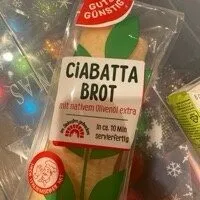 GUT&
GÜNSTIG
CIABATTA
BROT
mit nativem Olivenöl extra
in ca. 10 Min
servierfertig